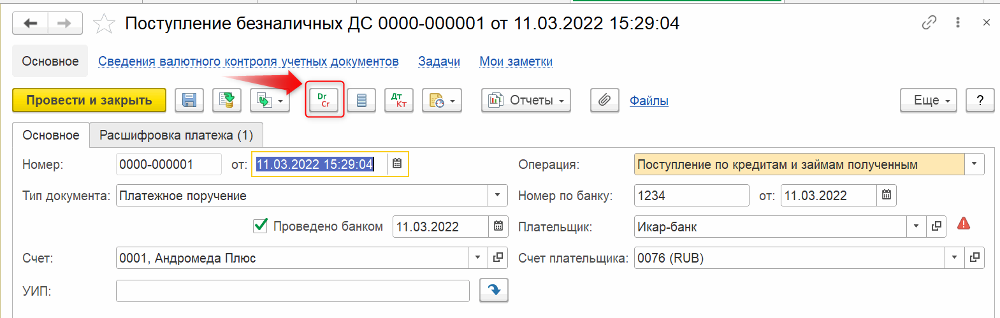 Поступление безналичных ДС 0000-000001 от 11.03.2022 15:29:04
Основное Сведения валютного контроля учетных документов Задачи Мои заметки
Провести и закрыть Dr Cr Дт Кт Отчеты Файлы Еще ?
Основное Расшифровка платежа (1)
Номер: 0000-000001 от: 11.03.2022 15:29:04 Операция: Поступление по кредитам и займам полученным
Тип документа: Платежное поручение Номер по банку: 1234 от: 11.03.2022
Проведено банком 11.03.2022 Плательщик: Икар-банк
Счет: 0001, Андромеда Плюс Счет плательщика: 0076 (RUB)
УИП: